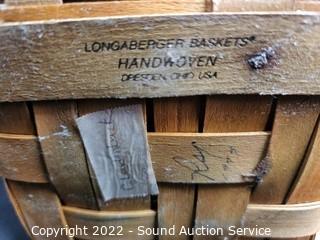 LONGABERGER BASKETS®
HANDWOVEN
DRESDEN, OHIO USA
Copyright © 2022 - Sound Auction Service